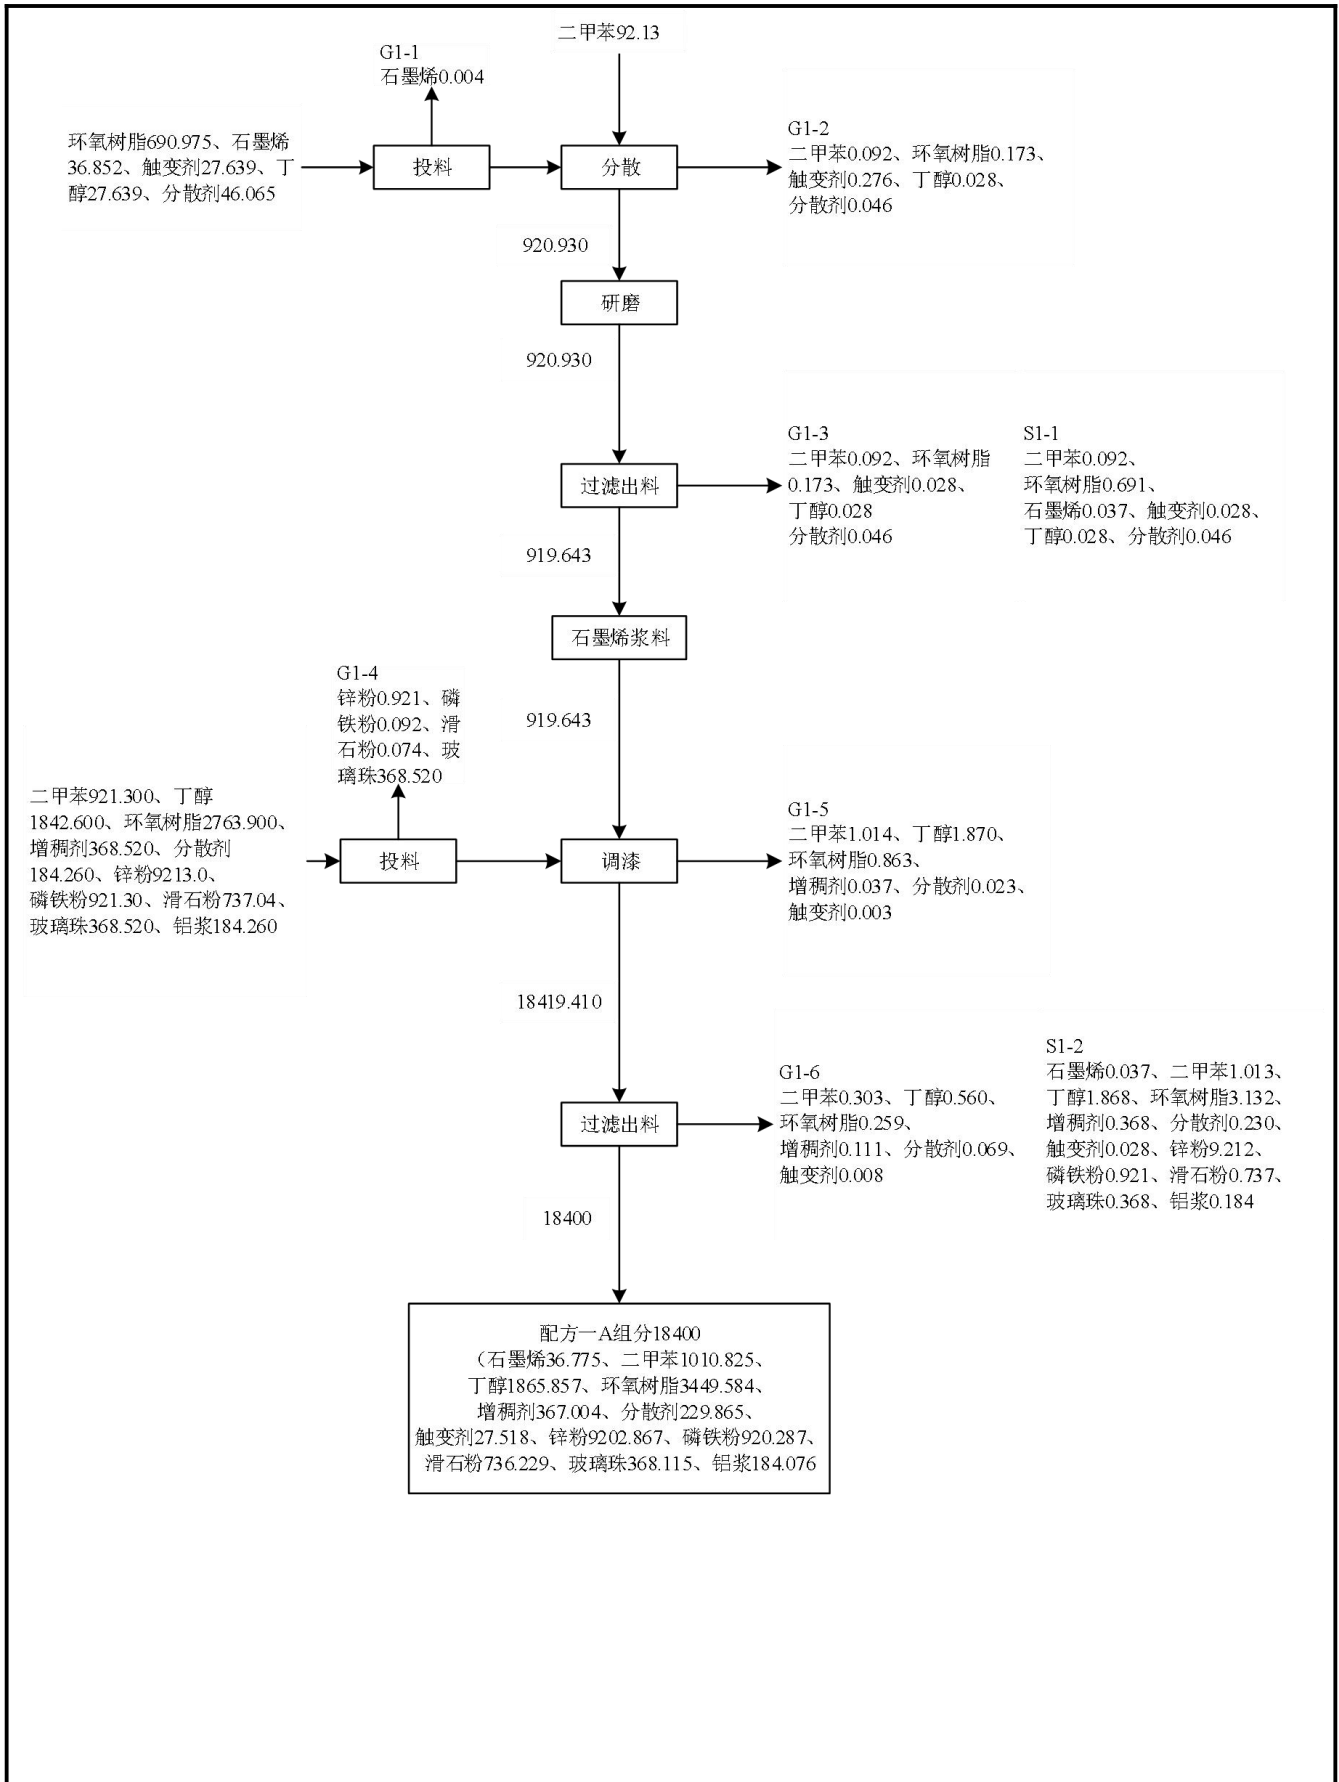 二甲苯92.13
G1-1
石墨烯0.004
环氧树脂690.975、石墨烯
36.852、触变剂27.639、丁
醇27.639、分散剂46.065
投料
分散
G1-2
二甲苯0.092、环氧树脂0.173、
触变剂0.276、丁醇0.028、
分散剂0.046
920.930
研磨
920.930
过滤出料
G1-3
二甲苯0.092、环氧树脂
0.173、触变剂0.028、
丁醇0.028
分散剂0.046
S1-1
二甲苯0.092、
环氧树脂0.691、
石墨烯0.037、触变剂0.028、
丁醇0.028、分散剂0.046
919.643
石墨烯浆料
919.643
G1-4
锌粉0.921、磷
铁粉0.092、滑
石粉0.074、玻
璃珠368.520
二甲苯921.300、丁醇
1842.600、环氧树脂2763.900、
增稠剂368.520、分散剂
184.260、锌粉9213.0、
磷铁粉921.30、滑石粉737.04、
玻璃珠368.520、铝浆184.260
投料
调漆
G1-5
二甲苯1.014、丁醇1.870、
环氧树脂0.863、
增稠剂0.037、分散剂0.023、
触变剂0.003
18419.410
过滤出料
G1-6
二甲苯0.303、丁醇0.560、
环氧树脂0.259、
增稠剂0.111、分散剂0.069、
触变剂0.008
S1-2
石墨烯0.037、二甲苯1.013、
丁醇1.868、环氧树脂3.132、
增稠剂0.368、分散剂0.230、
触变剂0.028、锌粉9.212、
磷铁粉0.921、滑石粉0.737、
玻璃珠0.368、铝浆0.184
18400
配方一A组分18400
（石墨烯36.775、二甲苯1010.825、
丁醇1865.857、环氧树脂3449.584、
增稠剂367.004、分散剂229.865、
触变剂27.518、锌粉9202.867、磷铁粉920.287、
滑石粉736.229、玻璃珠368.115、铝浆184.076